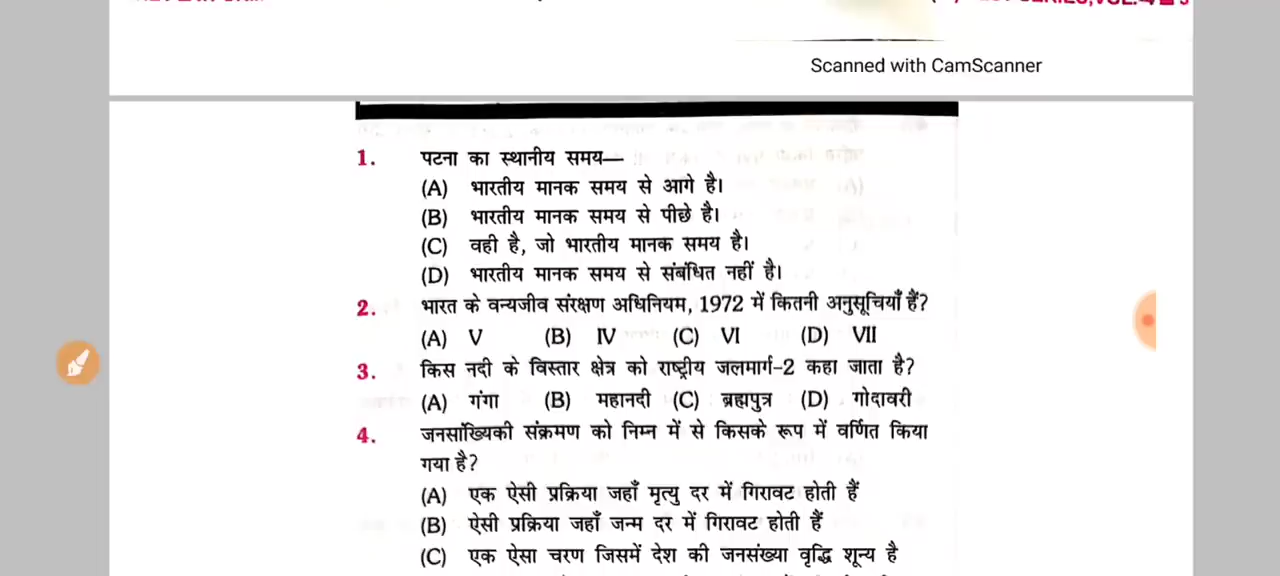 Scanned with CamScanner
1. पटना का स्थानीय समय—
(A) भारतीय मानक समय से आगे है।
(B) भारतीय मानक समय से पीछे है।
(C) वही है, जो भारतीय मानक समय है।
(D) भारतीय मानक समय से संबंधित नहीं है।
2. भारत के वन्यजीव संरक्षण अधिनियम, 1972 में कितनी अनुसूचियाँ हैं?
(A) V (B) IV (C) VI (D) VII
3. किस नदी के विस्तार क्षेत्र को राष्ट्रीय जलमार्ग-2 कहा जाता है?
(A) गंगा (B) महानदी (C) ब्रह्मपुत्र (D) गोदावरी
4. जनसांख्यिकी संक्रमण को निम्न में से किसके रूप में वर्णित किया
गया है?
(A) एक ऐसी प्रक्रिया जहाँ मृत्यु दर में गिरावट होती हैं
(B) ऐसी प्रक्रिया जहाँ जन्म दर में गिरावट होती हैं
(C) एक ऐसा चरण जिसमें देश की जनसंख्या वृद्धि शून्य है